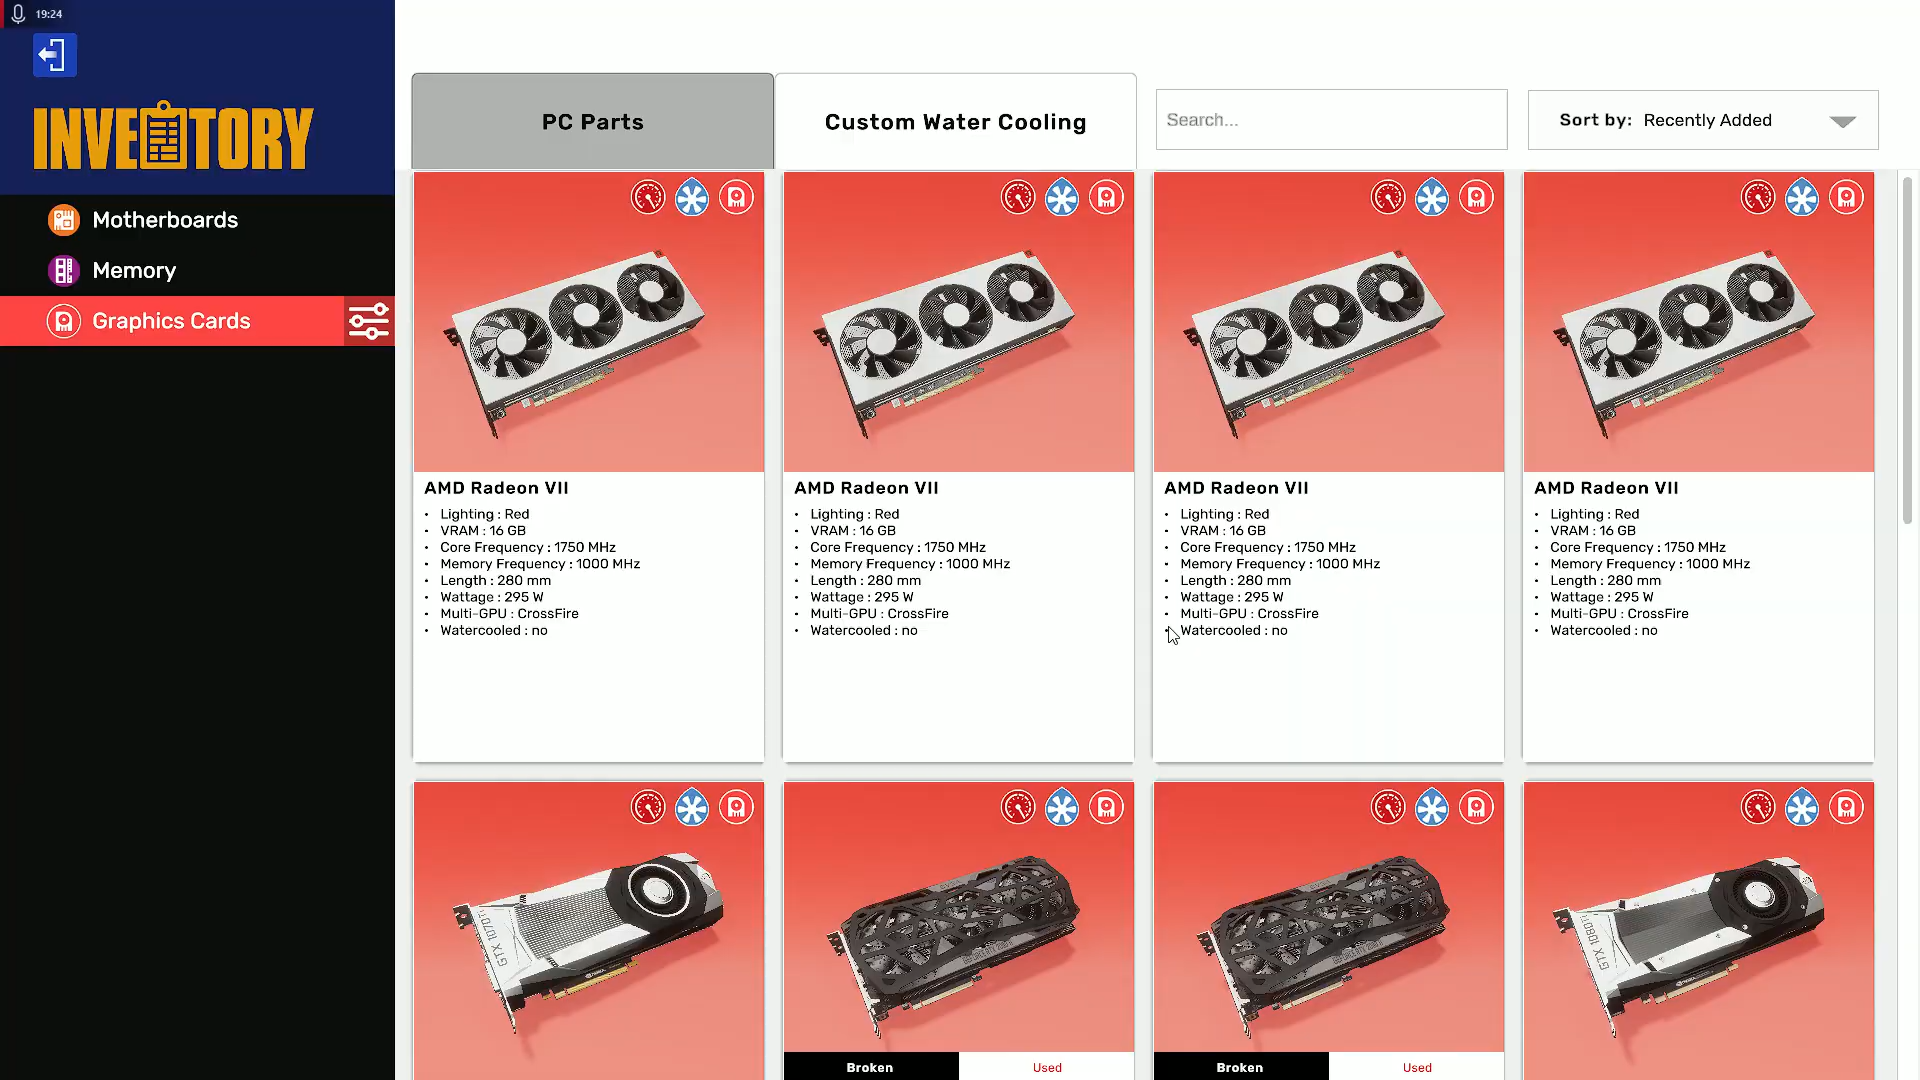 19:24
INVENTORY
Motherboards
Memory
Graphics Cards
PC Parts
Custom Water Cooling
Search...
Sort by: Recently Added
AMD Radeon VII
• Lighting : Red
• VRAM : 16 GB
• Core Frequency : 1750 MHz
• Memory Frequency : 1000 MHz
• Length : 280 mm
• Wattage : 295 W
• Multi-GPU : CrossFire
• Watercooled : no
AMD Radeon VII
• Lighting : Red
• VRAM : 16 GB
• Core Frequency : 1750 MHz
• Memory Frequency : 1000 MHz
• Length : 280 mm
• Wattage : 295 W
• Multi-GPU : CrossFire
• Watercooled : no
AMD Radeon VII
• Lighting : Red
• VRAM : 16 GB
• Core Frequency : 1750 MHz
• Memory Frequency : 1000 MHz
• Length : 280 mm
• Wattage : 295 W
• Multi-GPU : CrossFire
• Watercooled : no
AMD Radeon VII
• Lighting : Red
• VRAM : 16 GB
• Core Frequency : 1750 MHz
• Memory Frequency : 1000 MHz
• Length : 280 mm
• Wattage : 295 W
• Multi-GPU : CrossFire
• Watercooled : no
GTX 1070 Ti
Broken
Used
Broken
Used
GTX 1080 Ti